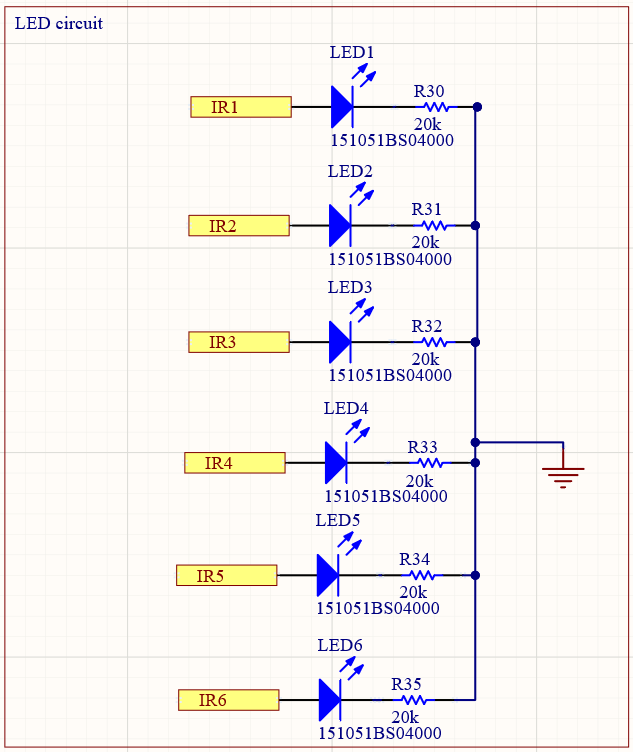 LED circuit
LED1
IR1
R30
20k
151051BS04000
LED2
IR2
R31
20k
151051BS04000
LED3
IR3
R32
20k
151051BS04000
LED4
IR4
R33
20k
151051BS04000
LED5
IR5
R34
20k
151051BS04000
LED6
IR6
R35
20k
151051BS04000